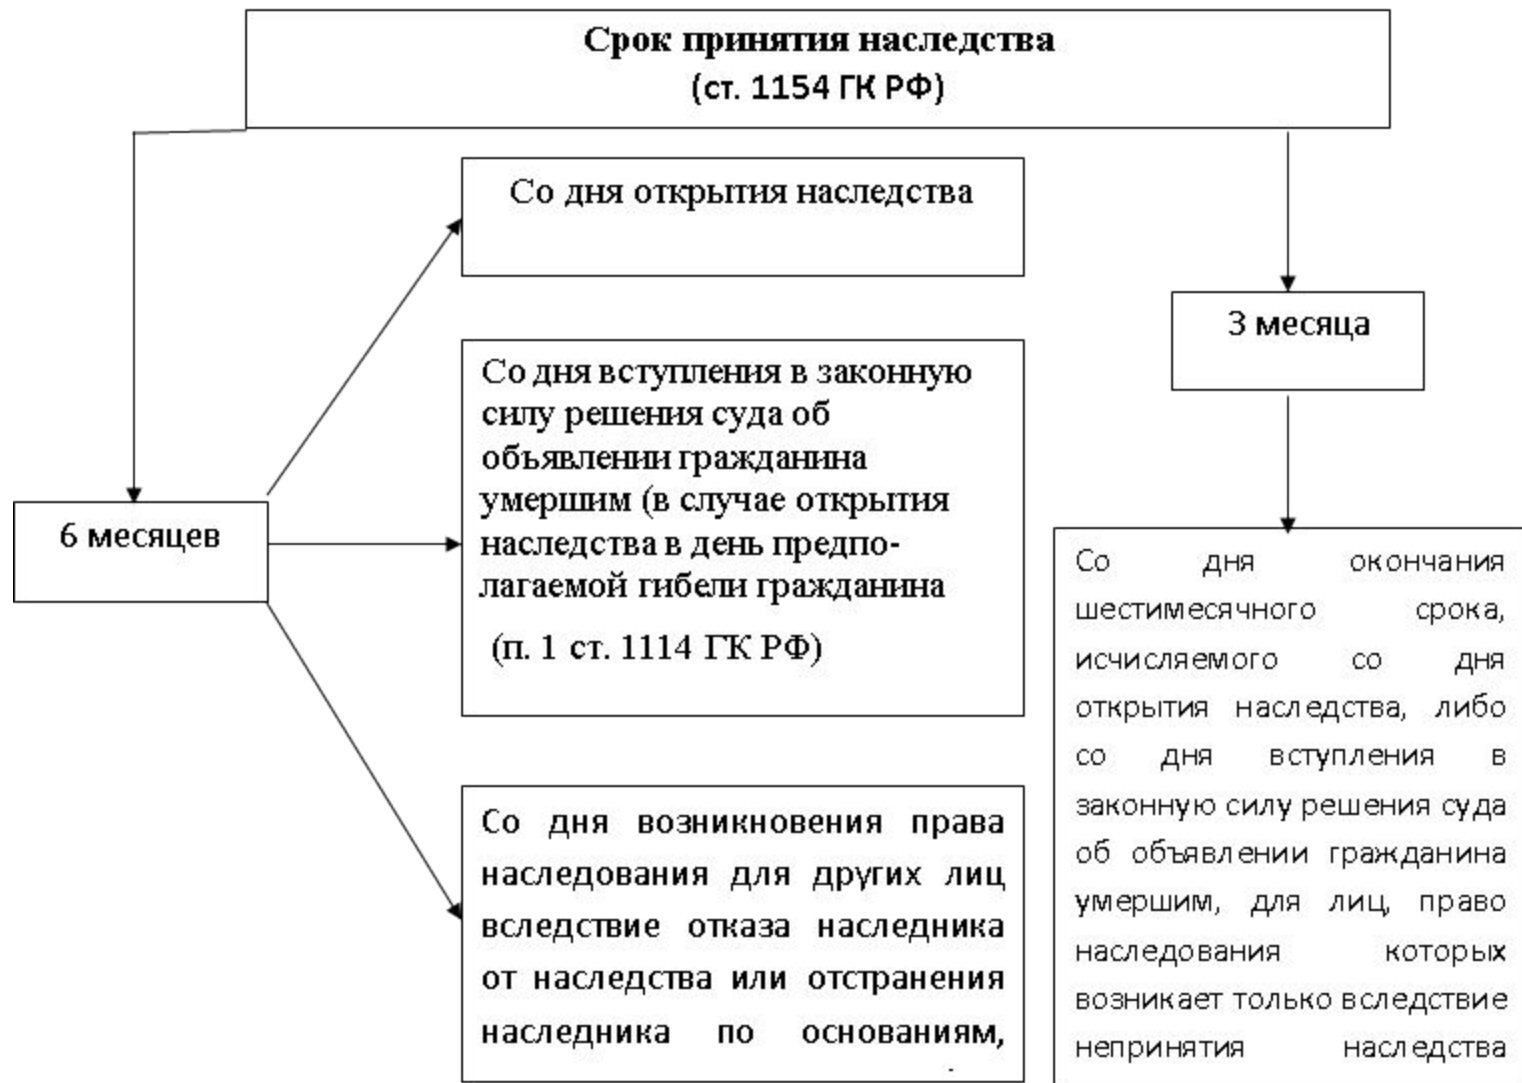 Срок принятия наследства
(ст. 1154 ГК РФ)
Со дня открытия наследства
3 месяца
Со дня вступления в законную
силу решения суда об
объявлении гражданина
умершим (в случае открытия
наследства в день предпо-
лагаемой гибели гражданина
(п. 1 ст. 1114 ГК РФ)
6 месяцев
Со дня возникновения права
наследования для других лиц
вследствие отказа наследника
от наследства или отстранения
наследника по основаниям,
Со дня окончания
шестимесячного срока,
исчисляемого со дня
открытия наследства, либо
со дня вступления в
законную силу решения суда
об объявлении гражданина
умершим, для лиц, право
наследования которых
возникает только вследствие
непринятия наследства